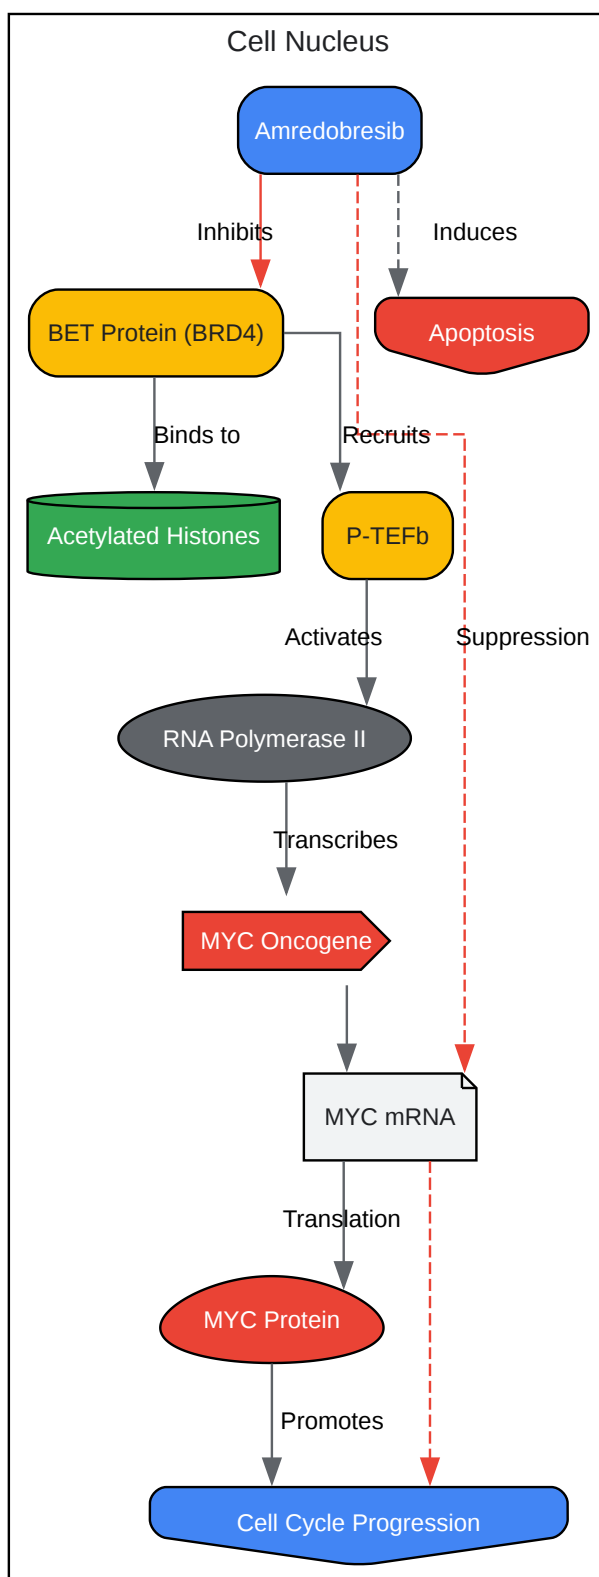 Cell Nucleus
Amredobresib
Inhibits
Induces
BET Protein (BRD4)
Apoptosis
Binds to
Recruits
Acetylated Histones
P-TEFb
Activates
Suppression
RNA Polymerase II
Transcribes
MYC Oncogene
MYC mRNA
Translation
MYC Protein
Promotes
Cell Cycle Progression